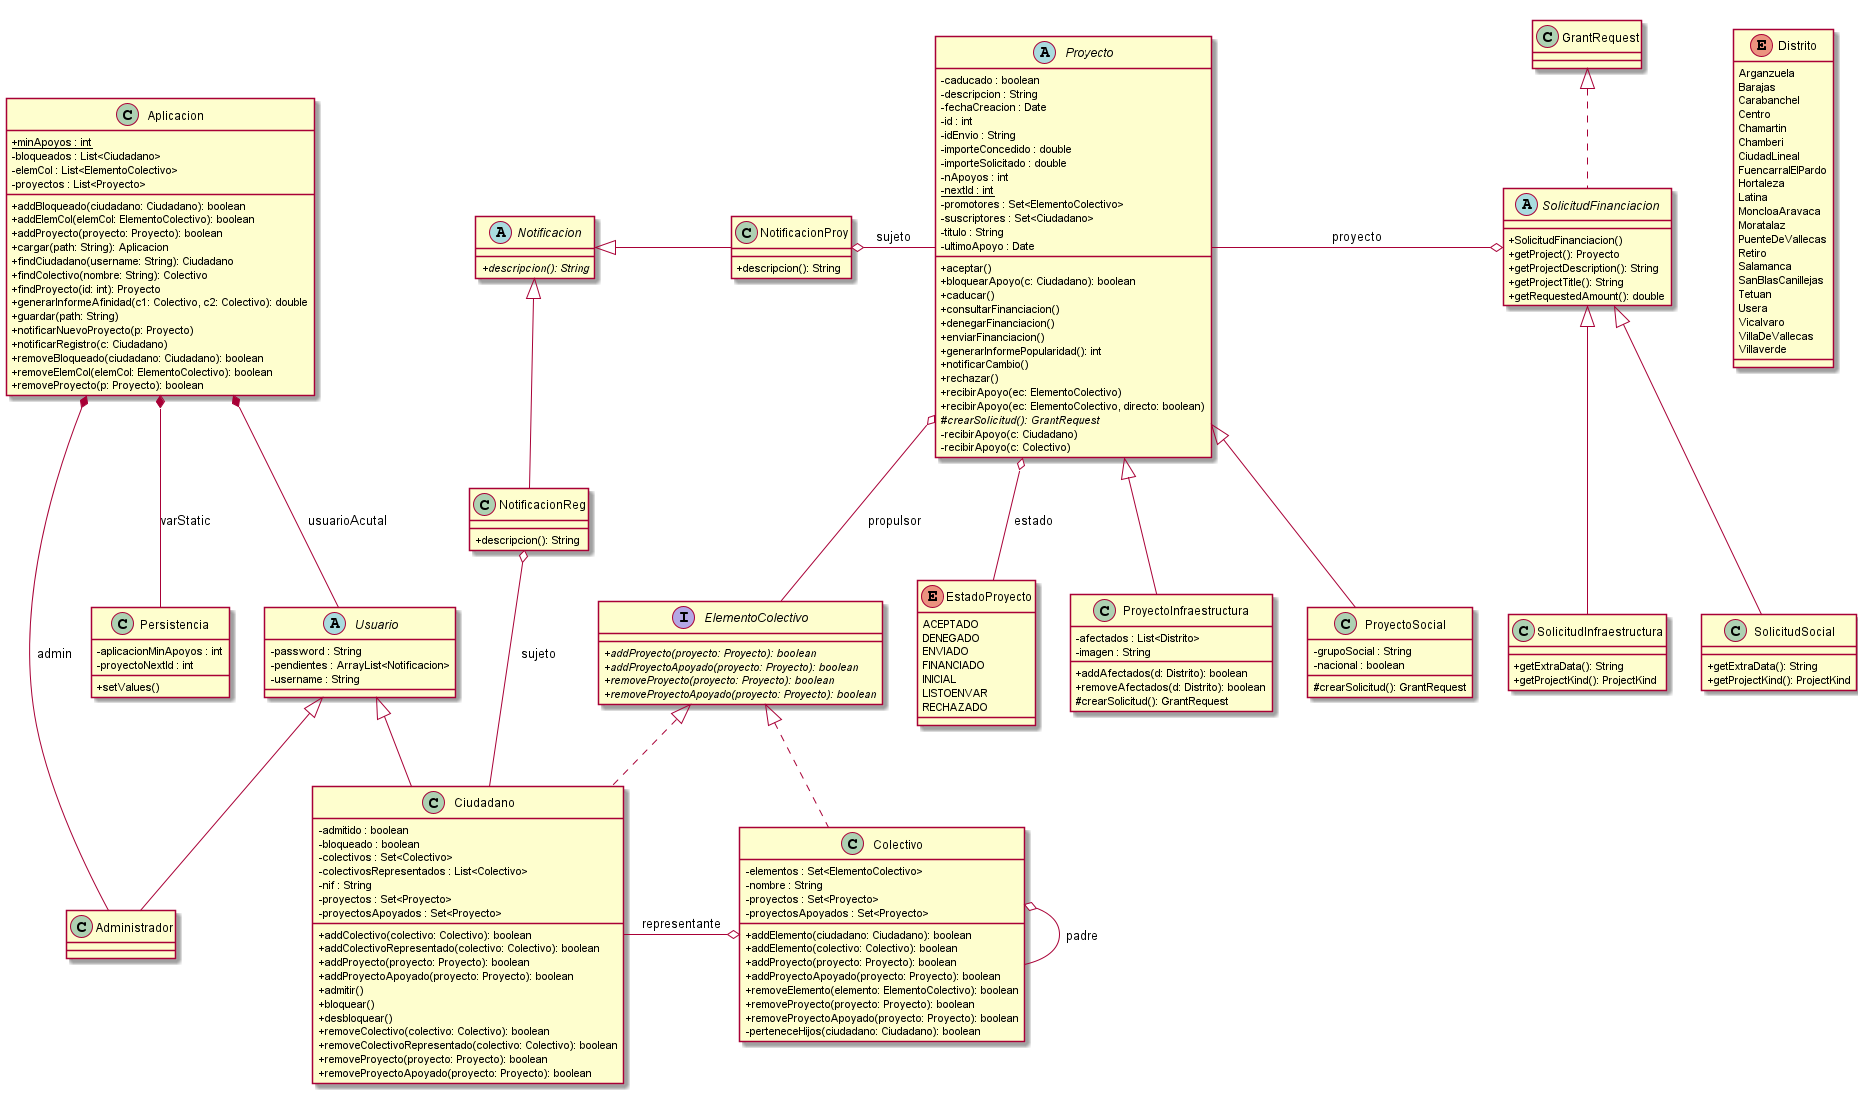 C Aplicacion
+minApoyos : int
-bloqueados : List<Ciudadano>
-elemCol : List<ElementoColectivo>
-proyectos : List<Proyecto>
+addBloqueado(ciudadano: Ciudadano): boolean
+addElemCol(elemCol: ElementoColectivo): boolean
+addProyecto(proyecto: Proyecto): boolean
+cargar(path: String): Aplicacion
+findCiudadano(username: String): Ciudadano
+findColectivo(nombre: String): Colectivo
+findProyecto(id: int): Proyecto
+generarInformeAfinidad(c1: Colectivo, c2: Colectivo): double
+guardar(path: String)
+notificarNuevoProyecto(p: Proyecto)
+notificarRegistro(c: Ciudadano)
+removeBloqueado(ciudadano: Ciudadano): boolean
+removeElemCol(elemCol: ElementoColectivo): boolean
+removeProyecto(p: Proyecto): boolean
A Notificacion
+descripcion(): String
C NotificacionProy
+descripcion(): String
sujeto
A Proyecto
-caducado : boolean
-descripcion : String
-fechaCreacion : Date
-id : int
-idEnvio : String
-importeConcedido : double
-importeSolicitado : double
-nApoyos : int
-nextId : int
-promotores : Set<ElementoColectivo>
-suscriptores : Set<Ciudadano>
-titulo : String
-ultimoApoyo : Date
+aceptar()
+bloquearApoyo(c: Ciudadano): boolean
+caducar()
+consultarFinanciacion()
+denegarFinanciacion()
+enviarFinanciacion()
+generarInformePopularidad(): int
+notificarCambio()
+rechazar()
+recibirApoyo(ec: ElementoColectivo)
+recibirApoyo(ec: ElementoColectivo, directo: boolean)
#crearSolicitud(): GrantRequest
-recibirApoyo(c: Ciudadano)
-recibirApoyo(c: Colectivo)
proyecto
C GrantRequest
A SolicitudFinanciacion
+SolicitudFinanciacion()
+getProject(): Proyecto
+getProjectDescription(): String
+getProjectTitle(): String
+getRequestedAmount(): double
E Distrito
Arganzuela
Barajas
Carabanchel
Centro
Chamartin
Chamberi
CiudadLineal
FuencarralElPardo
Hortaleza
Latina
MoncloaAravaca
Moratalaz
PuenteDeVallecas
Retiro
Salamanca
SanBlasCanillejas
Tetuan
Usera
Vicalvaro
VillaDeVallecas
Villaverde
C NotificacionReg
+descripcion(): String
varStatic
usuarioAcutal
propulsor
estado
admin
sujeto
C Persistencia
-aplicacionMinApoyos : int
-proyectoNextId : int
+setValues()
A Usuario
-password : String
-pendientes : ArrayList<Notificacion>
-username : String
I ElementoColectivo
+addProyecto(proyecto: Proyecto): boolean
+addProyectoApoyado(proyecto: Proyecto): boolean
+removeProyecto(proyecto: Proyecto): boolean
+removeProyectoApoyado(proyecto: Proyecto): boolean
E EstadoProyecto
ACEPTADO
DENEGADO
ENVIADO
FINANCIADO
INICIAL
LISTOENVAR
RECHAZADO
C ProyectoInfraestructura
-afectados : List<Distrito>
-imagen : String
+addAfectados(d: Distrito): boolean
+removeAfectados(d: Distrito): boolean
#crearSolicitud(): GrantRequest
C ProyectoSocial
-grupoSocial : String
-nacional : boolean
#crearSolicitud(): GrantRequest
C SolicitudInfraestructura
+getExtraData(): String
+getProjectKind(): ProjectKind
C SolicitudSocial
+getExtraData(): String
+getProjectKind(): ProjectKind
C Administrador
C Ciudadano
-admitido : boolean
-bloqueado : boolean
-colectivos : Set<Colectivo>
-colectivosRepresentados : List<Colectivo>
-nif : String
-proyectos : Set<Proyecto>
-proyectosApoyados : Set<Proyecto>
+addColectivo(colectivo: Colectivo): boolean
+addColectivoRepresentado(colectivo: Colectivo): boolean
+addProyecto(proyecto: Proyecto): boolean
+addProyectoApoyado(proyecto: Proyecto): boolean
+admitir()
+bloquear()
+desbloquear()
+removeColectivo(colectivo: Colectivo): boolean
+removeColectivoRepresentado(colectivo: Colectivo): boolean
+removeProyecto(proyecto: Proyecto): boolean
+removeProyectoApoyado(proyecto: Proyecto): boolean
representante
C Colectivo
-elementos : Set<ElementoColectivo>
-nombre : String
-proyectos : Set<Proyecto>
-proyectosApoyados : Set<Proyecto>
+addElemento(ciudadano: Ciudadano): boolean
+addElemento(colectivo: Colectivo): boolean
+addProyecto(proyecto: Proyecto): boolean
+addProyectoApoyado(proyecto: Proyecto): boolean
+removeElemento(elemento: ElementoColectivo): boolean
+removeProyecto(proyecto: Proyecto): boolean
+removeProyectoApoyado(proyecto: Proyecto): boolean
-perteneceHijos(ciudadano: Ciudadano): boolean
padre